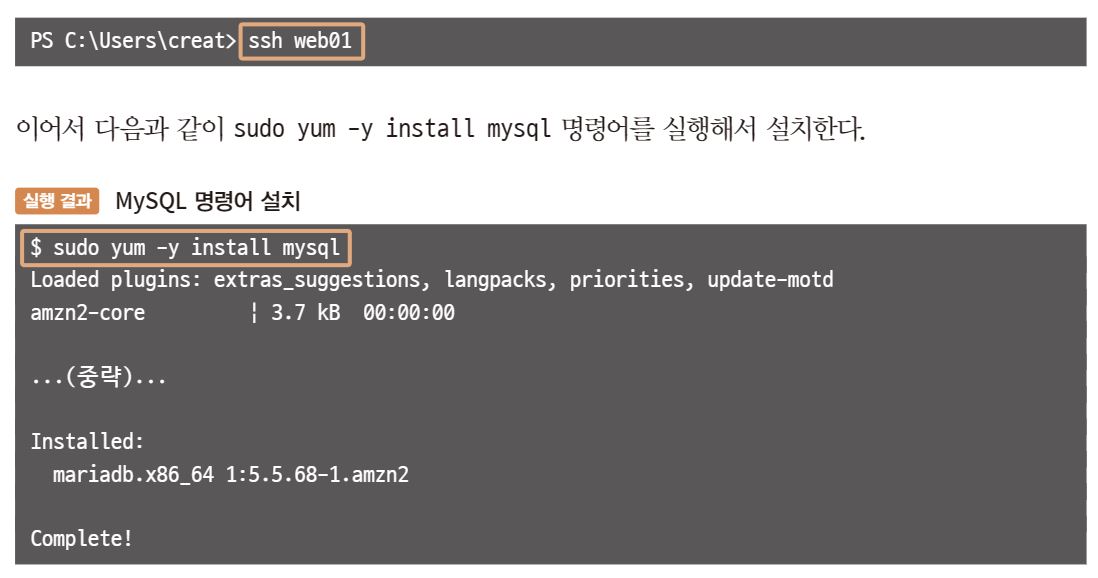 PS C:\Users\creat> ssh web01
이어서 다음과 같이 sudo yum -y install mysql 명령어를 실행해서 설치한다.
실행 결과 MySQL 명령어 설치
$ sudo yum -y install mysql
Loaded plugins: extras_suggestions, langpacks, priorities, update-motd
amzn2-core ¦ 3.7 kB 00:00:00
...(중략)...
Installed:
mariadb.x86_64 1:5.5.68-1.amzn2
Complete!